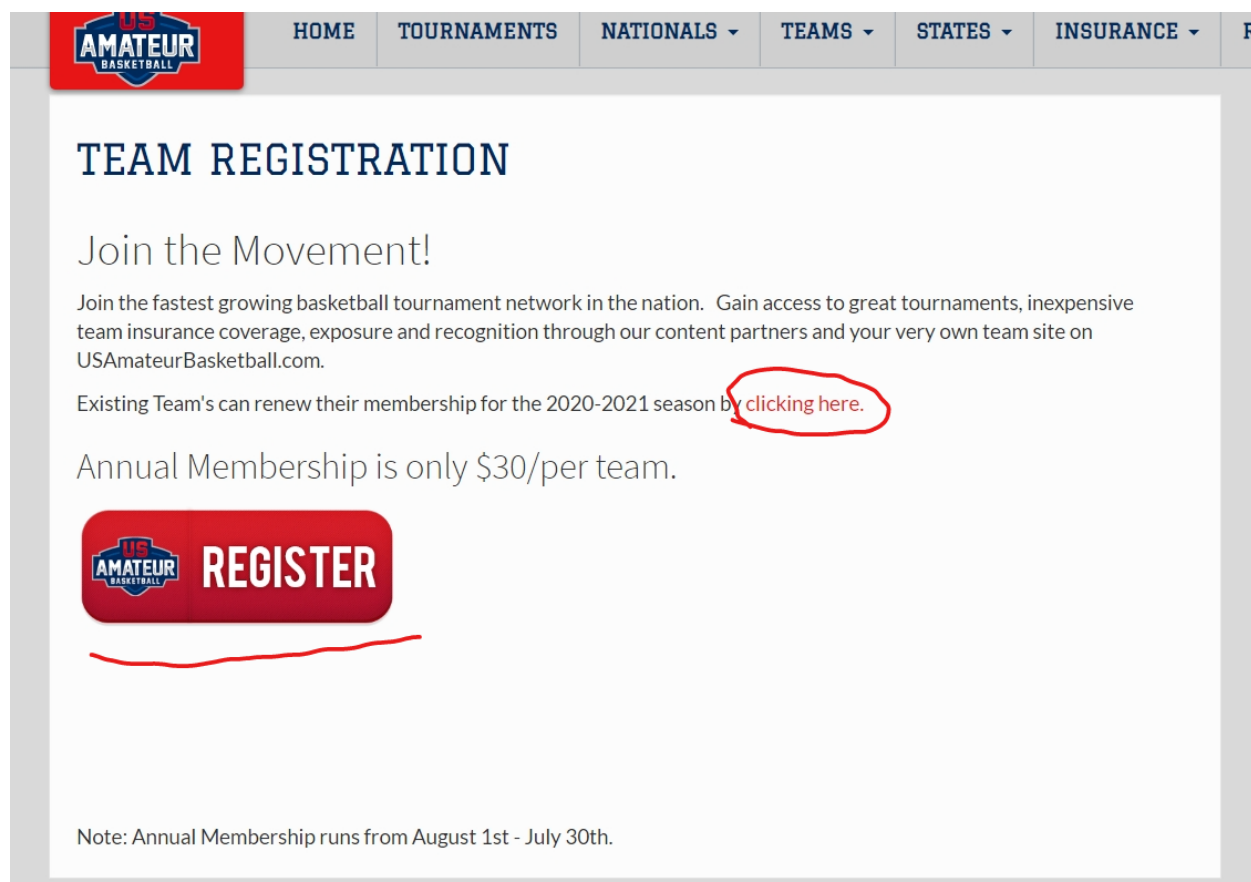 US
AMATEUR
BASKETBALL
HOME
TOURNAMENTS
NATIONALS
TEAMS
STATES
INSURANCE
TEAM REGISTRATION
Join the Movement!
Join the fastest growing basketball tournament network in the nation. Gain access to great tournaments, inexpensive
team insurance coverage, exposure and recognition through our content partners and your very own team site on
USAmateurBasketball.com.
Existing Team's can renew their membership for the 2020-2021 season by clicking here.
Annual Membership is only $30/per team.
US
AMATEUR
BASKETBALL
REGISTER
Note: Annual Membership runs from August 1st - July 30th.